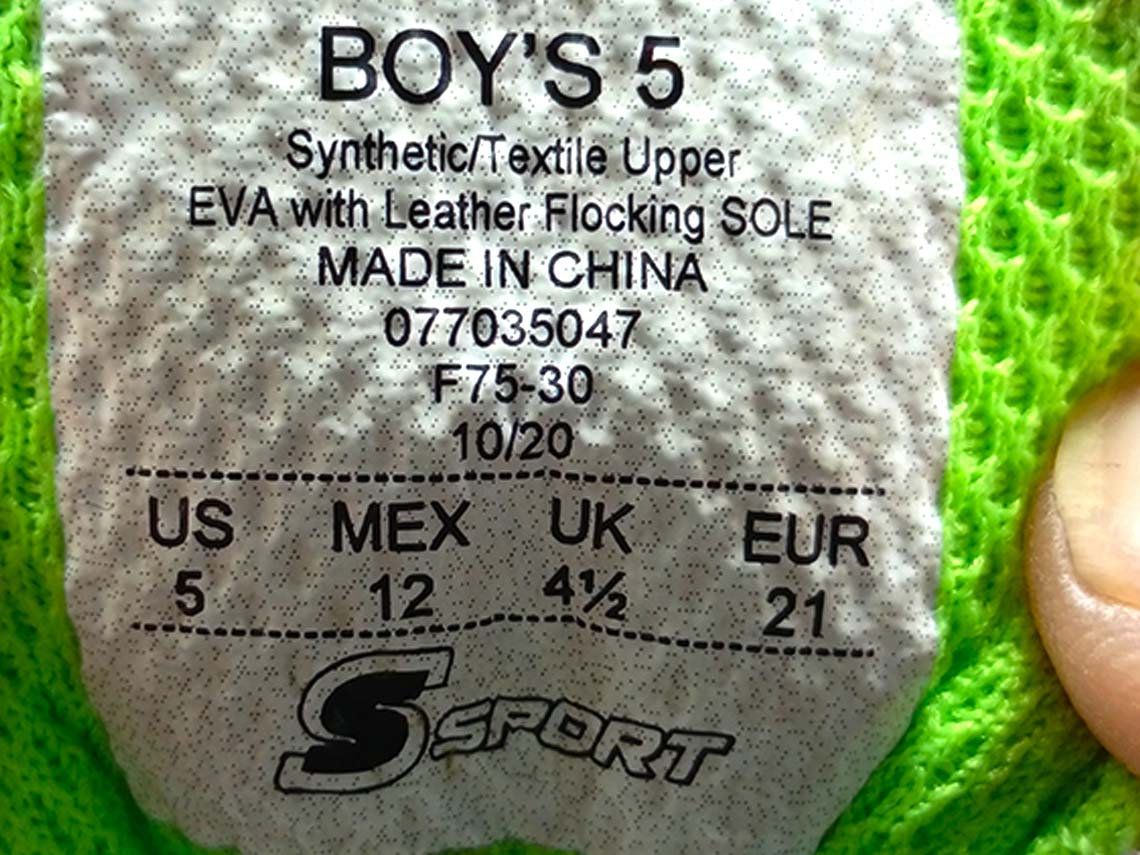 BOY'S 5
Synthetic/Textile Upper
EVA with Leather Flocking SOLE
MADE IN CHINA
077035047
F75-30
10/20
US MEX UK EUR
5 12 4½ 21
S SPORT